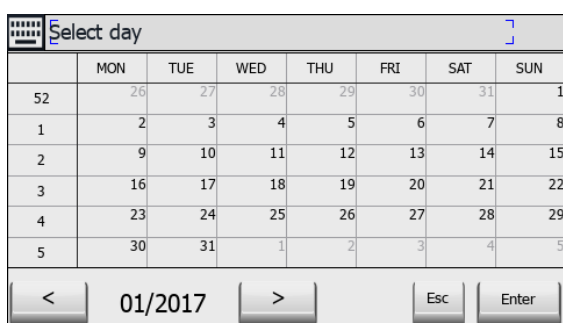 Select day
MON TUE WED THU FRI SAT SUN
52 26 27 28 29 30 31 1
1 2 3 4 5 6 7 8
2 9 10 11 12 13 14 15
3 16 17 18 19 20 21 22
4 23 24 25 26 27 28 29
5 30 31 1 2 3 4 5
< 01/2017 > Esc Enter